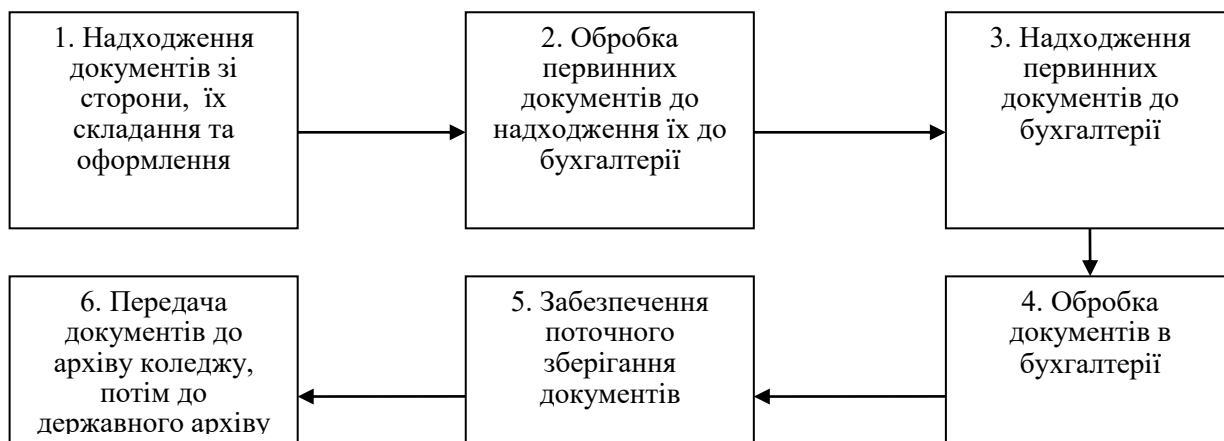 1. Надходження
документів зі
сторони, їх
складання та
оформлення
2. Обробка
первинних
документів до
надходження їх до
бухгалтерії
3. Надходження
первинних
документів до
бухгалтерії
4. Обробка
документів в
бухгалтерії
5. Забезпечення
поточного
зберігання
документів
6. Передача
документів до
архіву коледжу,
потім до
державного архіву